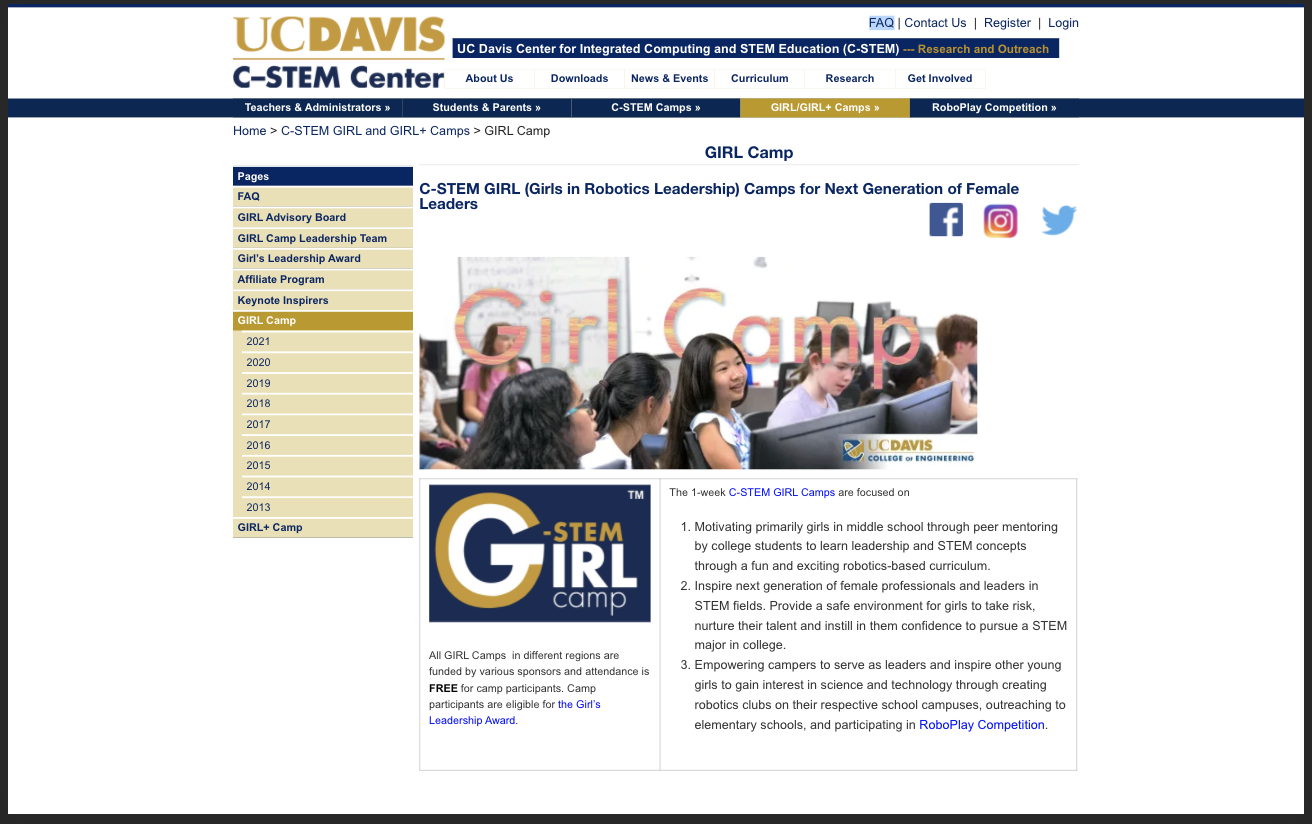 UCDAVIS
C-STEM Center
FAQ | Contact Us | Register | Login
UC Davis Center for Integrated Computing and STEM Education (C-STEM) --- Research and Outreach
About Us Downloads News & Events Curriculum Research Get Involved
Teachers & Administrators » Students & Parents » C-STEM Camps » GIRL/GIRL+ Camps » RoboPlay Competition »
Home > C-STEM GIRL and GIRL+ Camps > GIRL Camp
GIRL Camp
Pages
FAQ
GIRL Advisory Board
GIRL Camp Leadership Team
Girl's Leadership Award
Affiliate Program
Keynote Inspirers
GIRL Camp
2021
2020
2019
2018
2017
2016
2015
2014
2013
GIRL+ Camp
C-STEM GIRL (Girls in Robotics Leadership) Camps for Next Generation of Female
Leaders
Girl Camp
UCDAVIS
COLLEGE OF ENGINEERING
TM
G-STEM
GIRL
camp
All GIRL Camps in different regions are
funded by various sponsors and attendance is
FREE for camp participants. Camp
participants are eligible for the Girl's
Leadership Award.
The 1-week C-STEM GIRL Camps are focused on
1. Motivating primarily girls in middle school through peer mentoring
by college students to learn leadership and STEM concepts
through a fun and exciting robotics-based curriculum.
2. Inspire next generation of female professionals and leaders in
STEM fields. Provide a safe environment for girls to take risk,
nurture their talent and instill in them confidence to pursue a STEM
major in college.
3. Empowering campers to serve as leaders and inspire other young
girls to gain interest in science and technology through creating
robotics clubs on their respective school campuses, outreaching to
elementary schools, and participating in RoboPlay Competition.